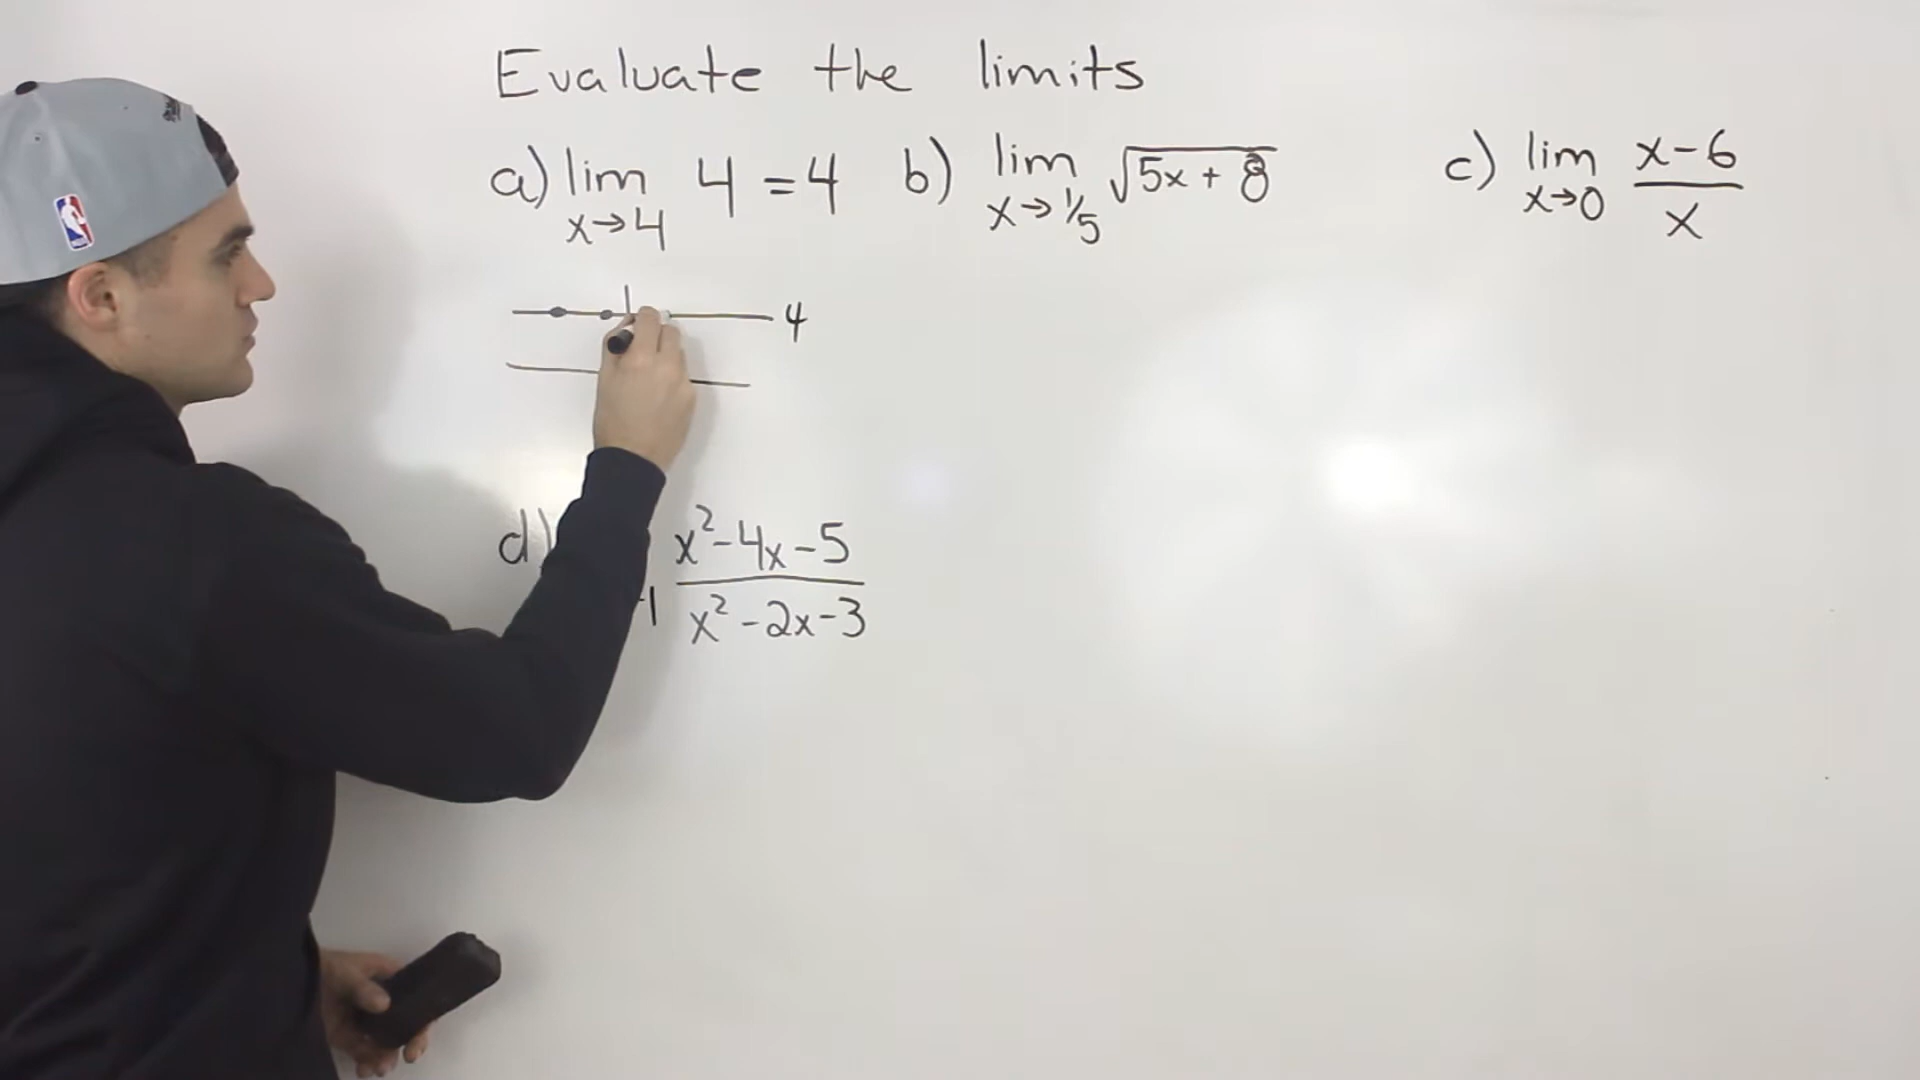 Evaluate the limits
a) lim x→4 4 = 4 b) lim x→1/5 √5x + 8 c) lim x→0 x-6/x
4
d) x²-4x-5/x²-2x-3